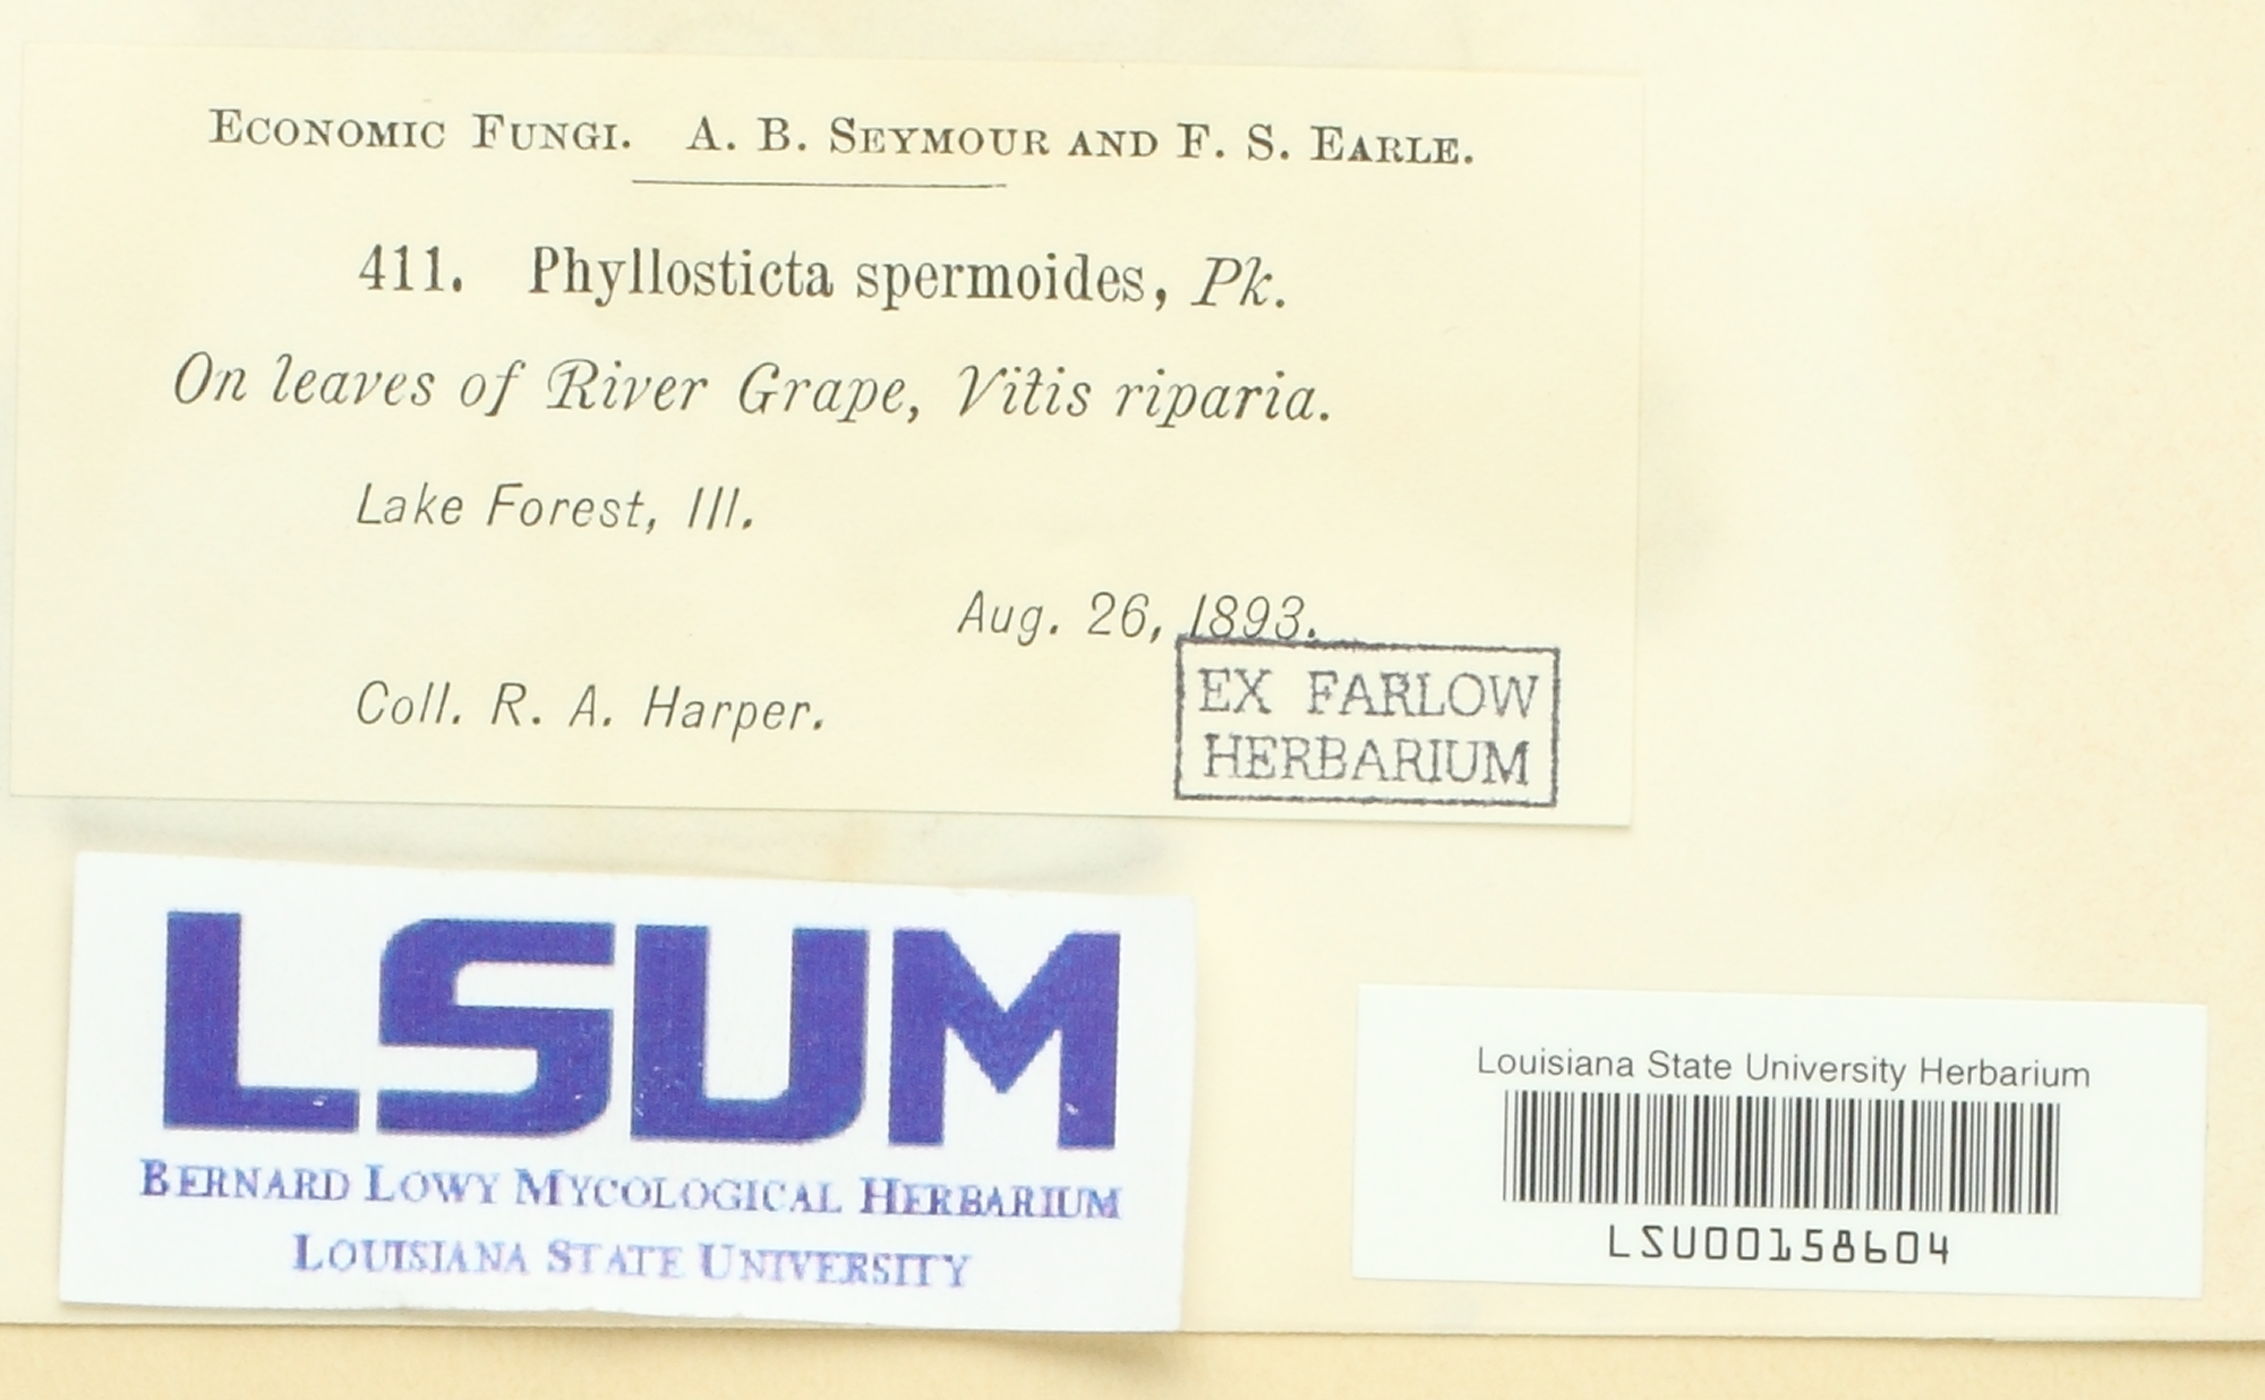 ECONOMIC FUNGI. A. B. SEYMOUR AND F. S. EARLE.
411. Phyllosticta spermoides, Pk.
On leaves of River Grape, Vitis riparia.
Lake Forest, Ill.
Aug. 26, 1893.
Coll. R. A. Harper.
EX FARLOW
HERBARIUM
LSUM
BERNARD LOWY MYCOLOGICAL HERBARIUM
LOUISIANA STATE UNIVERSITY
Louisiana State University Herbarium
LSU00158604